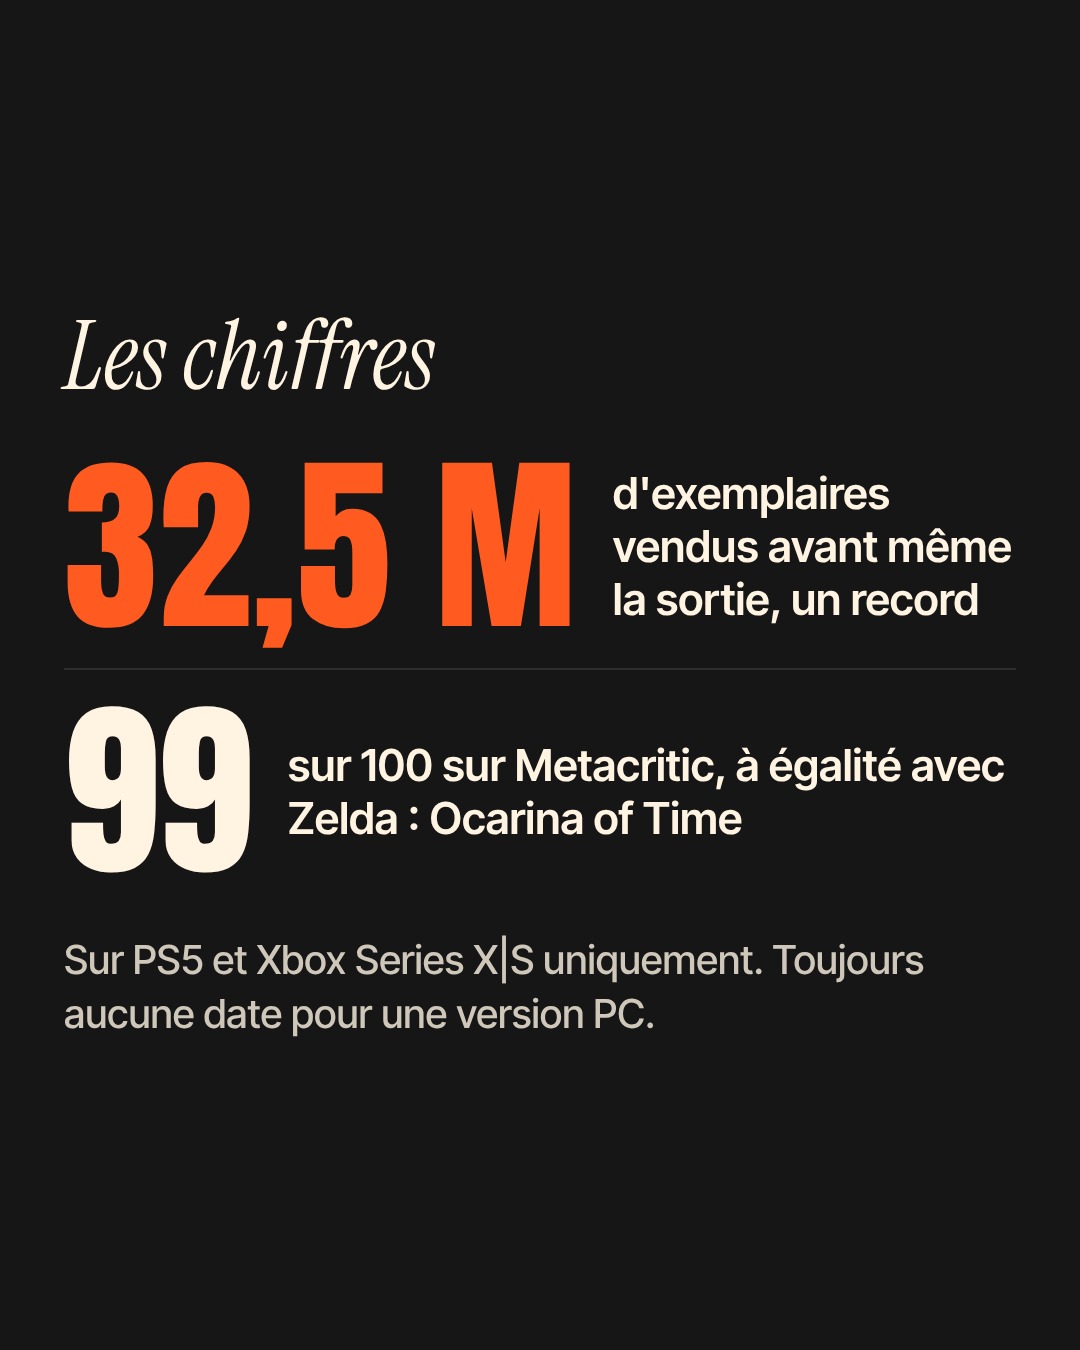 Les chiffres
32,5 M
d'exemplaires
vendus avant même
la sortie, un record
99
sur 100 sur Metacritic, à égalité avec
Zelda : Ocarina of Time
Sur PS5 et Xbox Series X|S uniquement. Toujours
aucune date pour une version PC.